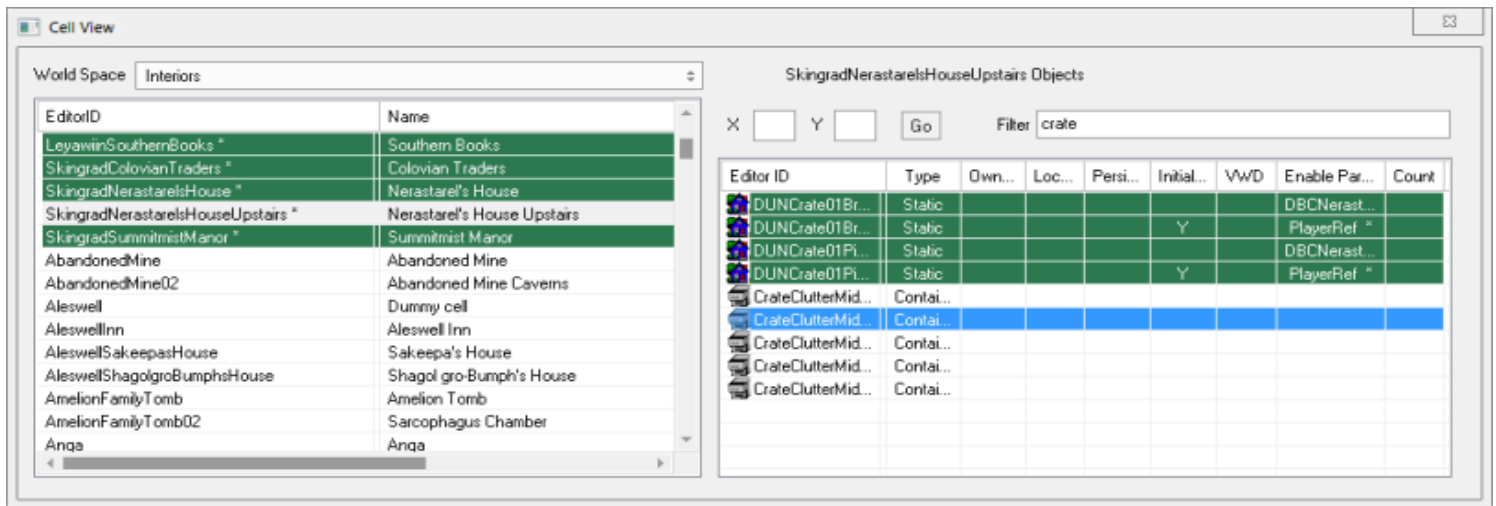 Cell View
World Space Interiors
EditorID Name
LeyawiinSouthernBooks * Southern Books
SkingradColovianTraders * Colovian Traders
SkingradNerastarelsHouse * Nerastarel's House
SkingradNerastarelsHouseUpstairs * Nerastarel's House Upstairs
SkingradSummitmistManor * Summitmist Manor
AbandonedMine Abandoned Mine
AbandonedMine02 Abandoned Mine Caverns
Aleswell Dummy cell
AleswellInn Aleswell Inn
AleswellSakeepasHouse Sakeepa's House
AleswellShagolgroBumphsHouse Shagol gro-Bumph's House
AmelionFamilyTomb Amelion Tomb
AmelionFamilyTomb02 Sarcophagus Chamber
Anga Anga
SkingradNerastarelsHouseUpstairs Objects
X Y Go Filter crate
Editor ID Type Own... Loc... Persi... Initial... VWD Enable Par... Count
DUNCrate01Br... Static DBCNerast...
DUNCrate01Br... Static Y PlayerRef *
DUNCrate01Pi... Static DBCNerast...
DUNCrate01Pi... Static Y PlayerRef *
CrateClutterMid... Contai...
CrateClutterMid... Contai...
CrateClutterMid... Contai...
CrateClutterMid... Contai...
CrateClutterMid... Contai...